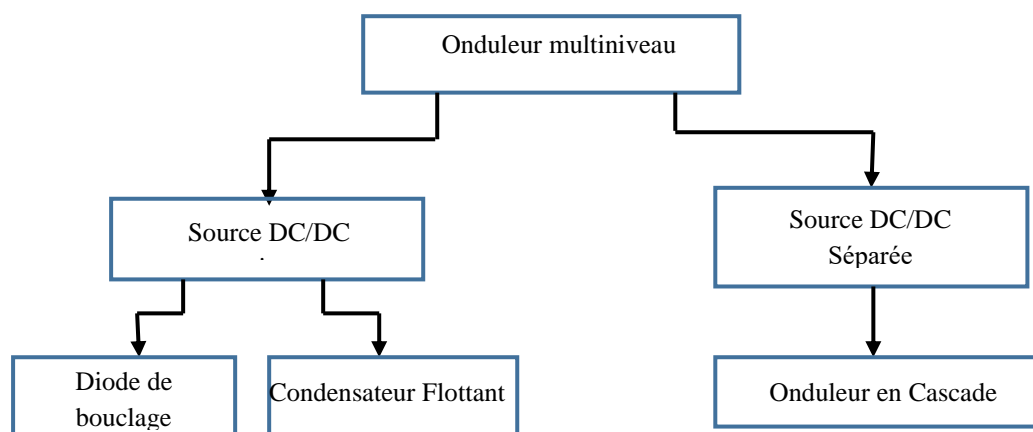 Onduleur multiniveau
Source DC/DC
Source DC/DC
Séparée
Diode de
bouclage
Condensateur Flottant
Onduleur en Cascade